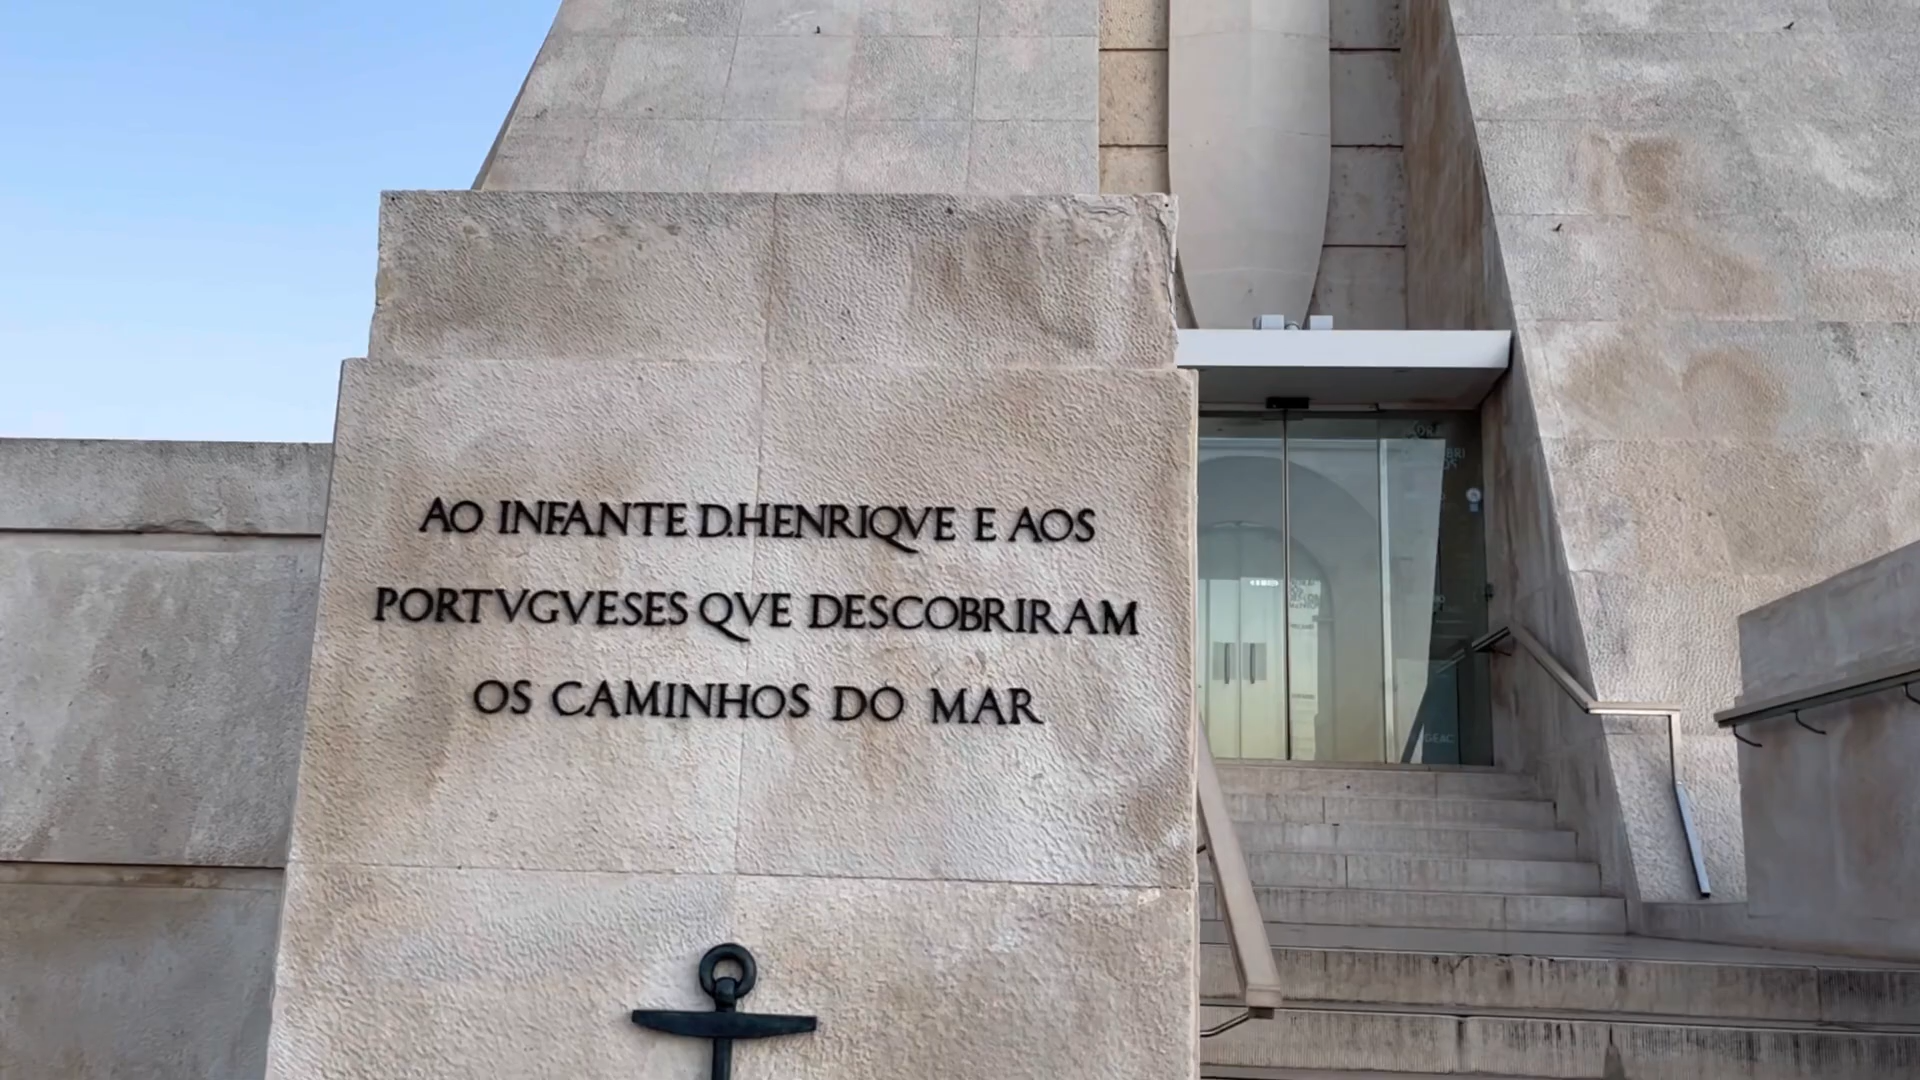 AO INFANTE D.HENRIQVE E AOS
PORTVGVESES QVE DESCOBRIRAM
OS CAMINHOS DO MAR